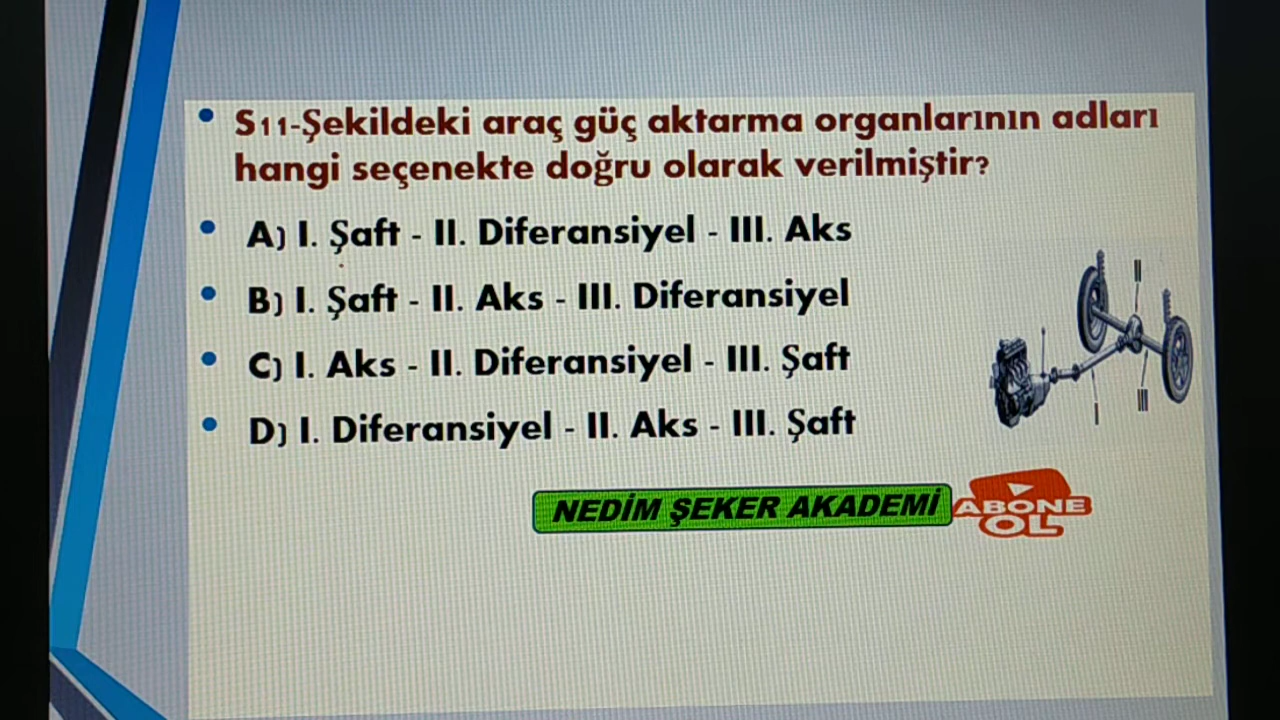 S11-Şekildeki araç güç aktarma organlarının adları
hangi seçenekte doğru olarak verilmiştir?
A) I. Şaft - II. Diferansiyel - III. Aks
B) I. Şaft - II. Aks - III. Diferansiyel
C) I. Aks - II. Diferansiyel - III. Şaft
D) I. Diferansiyel - II. Aks - III. Şaft
II
I
III
NEDİM ŞEKER AKADEMİ
ABONE
OL